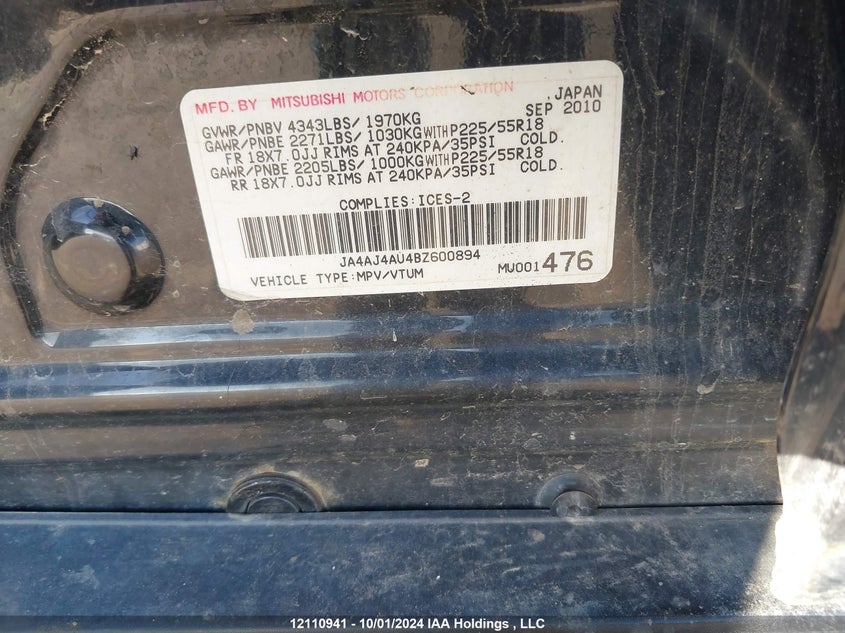 MFD. BY MITSUBISHI MOTORS CORPORATION JAPAN
SEP 2010
GVWR/PNBV 4343LBS/ 1970KG
GAWR/PNBE 2271LBS/ 1030KG WITH P225/55R18
FR 18X7.0JJ RIMS AT 240KPA/35PSI COLD.
GAWR/PNBE 2205LBS/ 1000KG WITH P225/55R18
RR 18X7.0JJ RIMS AT 240KPA/35PSI COLD.
COMPLIES:ICES-2
JA4AJ4AU4BZ600894
VEHICLE TYPE:MPV/VTUM MU001476
12110941 - 10/01/2024 IAA Holdings , LLC